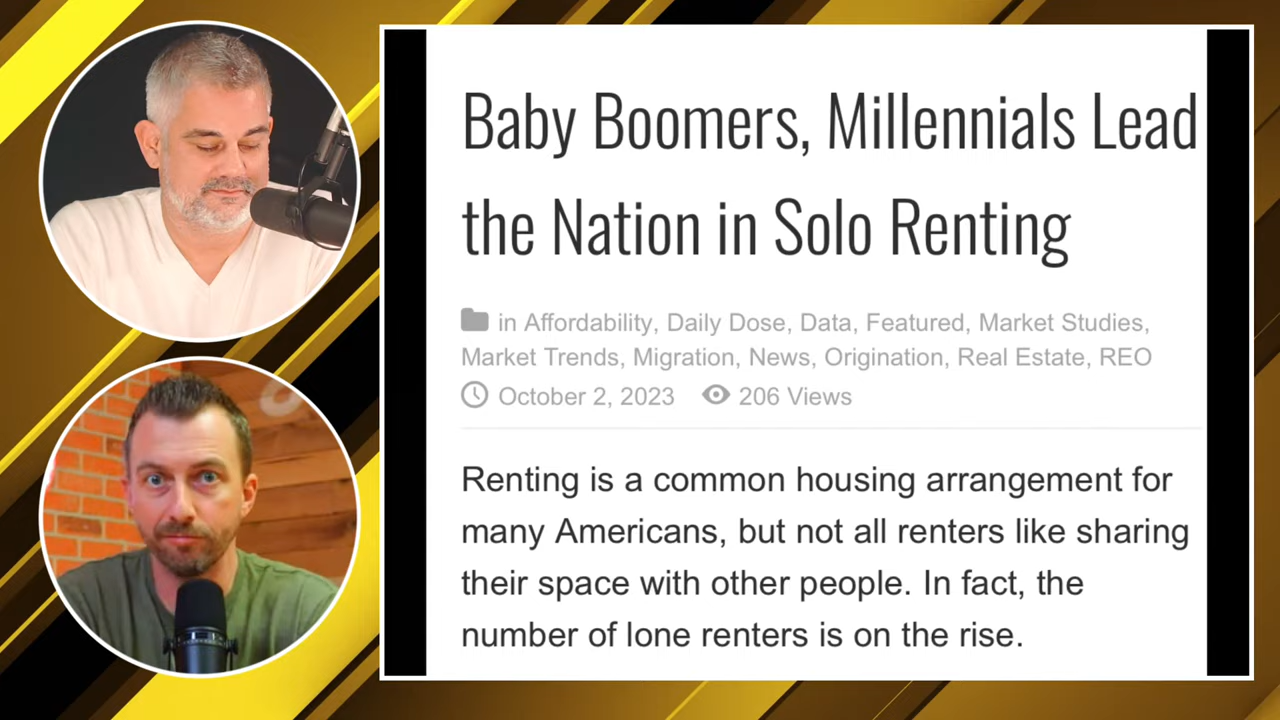 Baby Boomers, Millennials Lead
the Nation in Solo Renting
in Affordability, Daily Dose, Data, Featured, Market Studies,
Market Trends, Migration, News, Origination, Real Estate, REO
October 2, 2023 206 Views
Renting is a common housing arrangement for
many Americans, but not all renters like sharing
their space with other people. In fact, the
number of lone renters is on the rise.